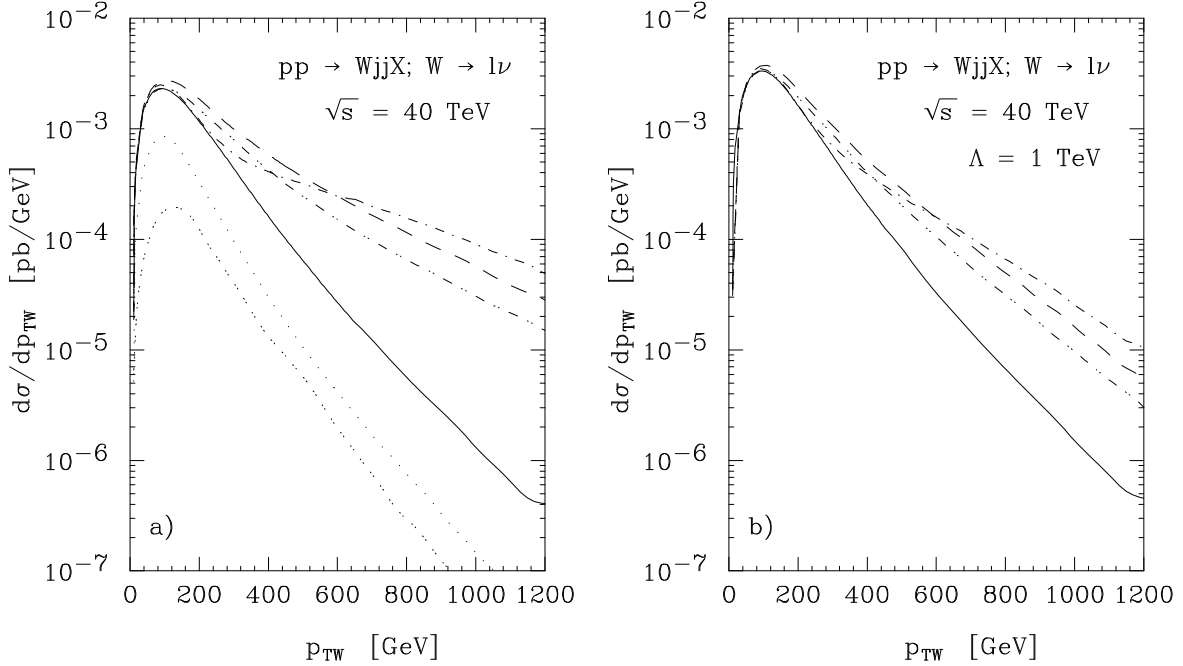 pp → WjjX; W → lν
√s = 40 TeV
dσ/dp_TW [pb/GeV]
10^−2
10^−3
10^−4
10^−5
10^−6
10^−7
a)
0 200 400 600 800 1000 1200
p_TW [GeV]
pp → WjjX; W → lν
√s = 40 TeV
Λ = 1 TeV
dσ/dp_TW [pb/GeV]
10^−2
10^−3
10^−4
10^−5
10^−6
10^−7
b)
0 200 400 600 800 1000 1200
p_TW [GeV]